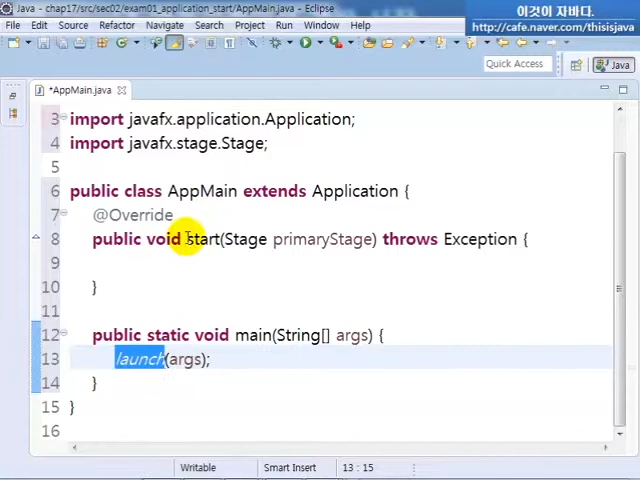 Java - chap17/src/sec02/exam01_application_start/AppMain.java - Eclipse
이것이 자바다.
http://cafe.naver.com/thisisjava
File Edit Source Refactor Navigate Search Project Run Window Help
Quick Access
Java
*AppMain.java
3 import javafx.application.Application;
4 import javafx.stage.Stage;
5
6 public class AppMain extends Application {
7 @Override
8 public void start(Stage primaryStage) throws Exception {
9
10 }
11
12 public static void main(String[] args) {
13 launch(args);
14 }
15 }
16
Writable Smart Insert 13 : 15